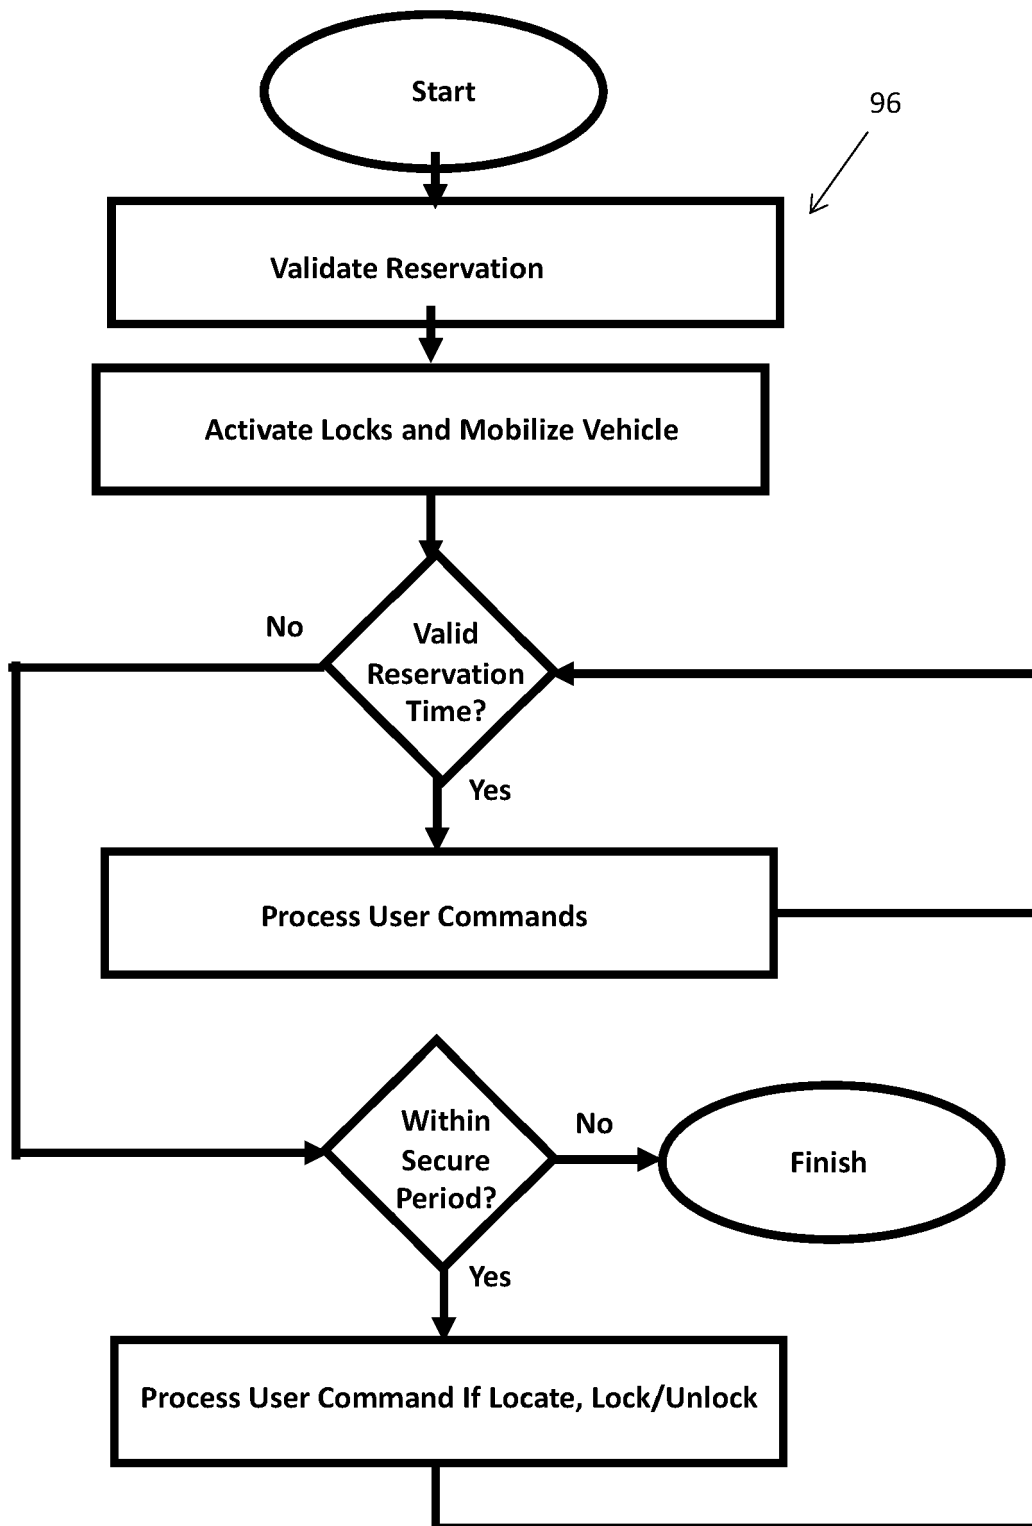 Start
96
Validate Reservation
Activate Locks and Mobilize Vehicle
No
Valid
Reservation
Time?
Yes
Process User Commands
Within
Secure
Period?
No
Finish
Yes
Process User Command If Locate, Lock/Unlock